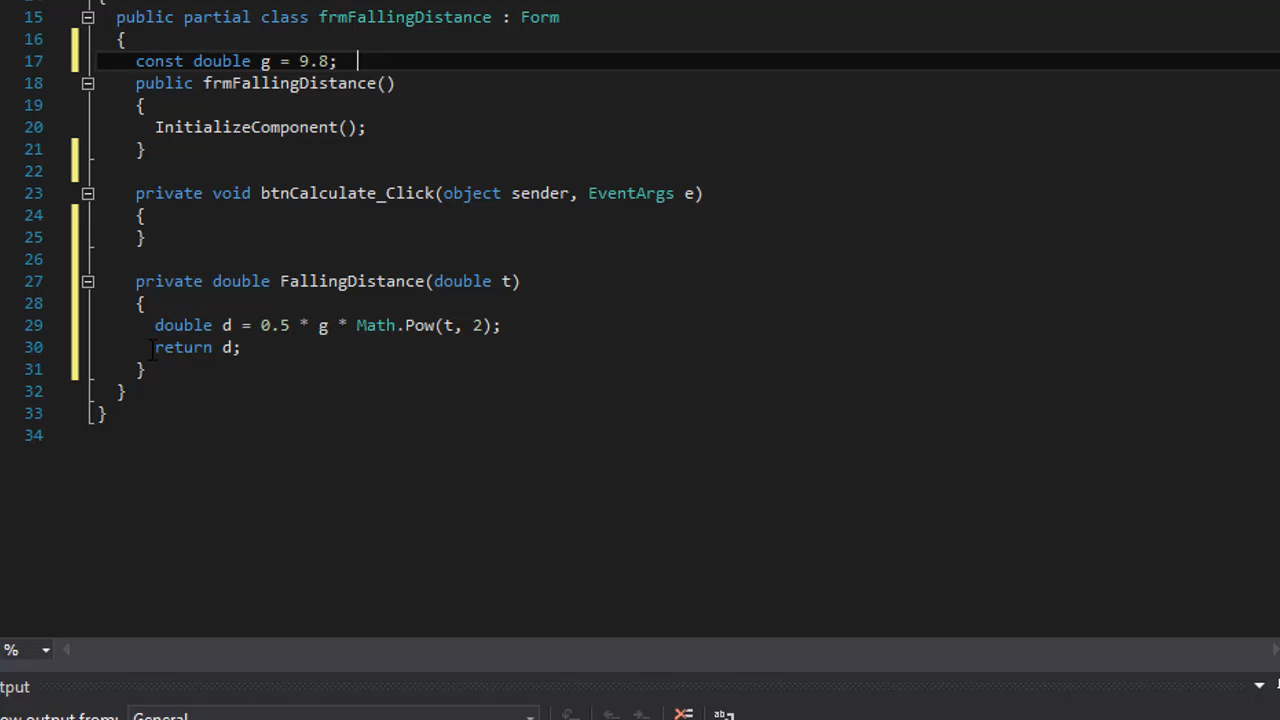 15 public partial class frmFallingDistance : Form
16 {
17 const double g = 9.8;
18 public frmFallingDistance()
19 {
20 InitializeComponent();
21 }
22
23 private void btnCalculate_Click(object sender, EventArgs e)
24 {
25 }
26
27 private double FallingDistance(double t)
28 {
29 double d = 0.5 * g * Math.Pow(t, 2);
30 return d;
31 }
32 }
33 }
34
%
tput
ow output from: General